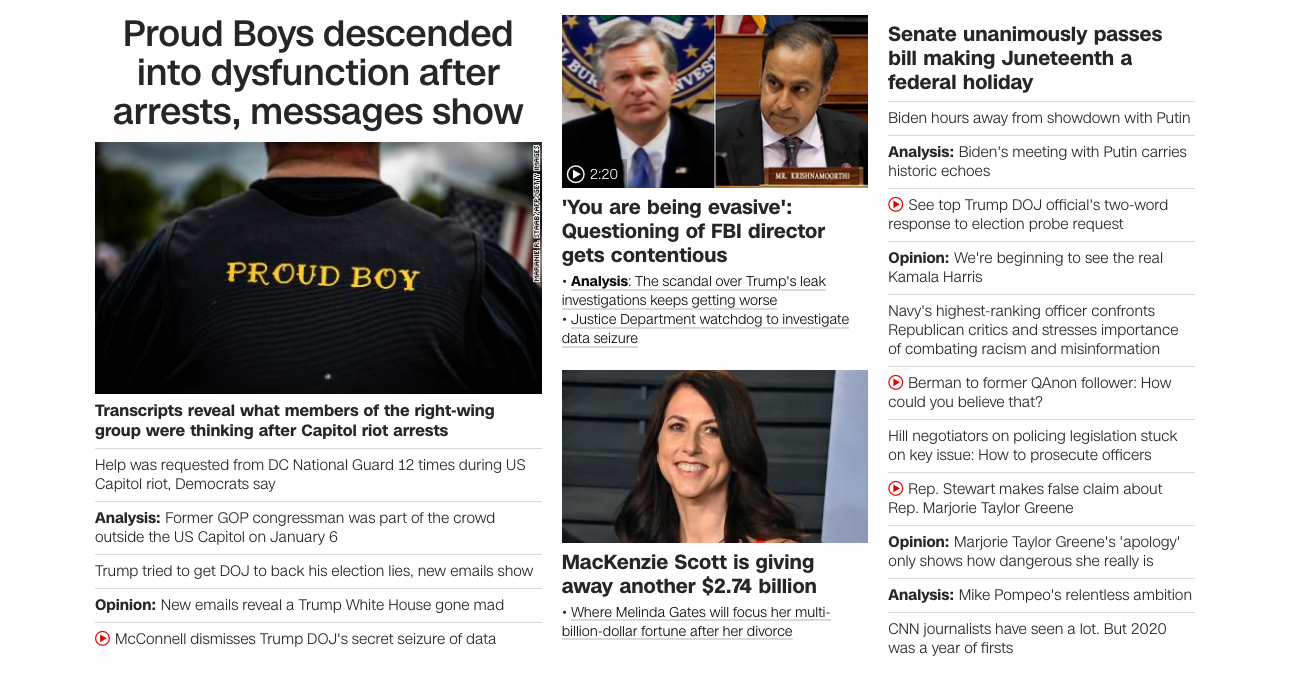 Proud Boys descended
into dysfunction after
arrests, messages show
PROUD BOY
Transcripts reveal what members of the right-wing
group were thinking after Capitol riot arrests
Help was requested from DC National Guard 12 times during US
Capitol riot, Democrats say
Analysis: Former GOP congressman was part of the crowd
outside the US Capitol on January 6
Trump tried to get DOJ to back his election lies, new emails show
Opinion: New emails reveal a Trump White House gone mad
McConnell dismisses Trump DOJ's secret seizure of data
2:20
MR. KRISHNAMOORTHI
'You are being evasive':
Questioning of FBI director
gets contentious
• Analysis: The scandal over Trump's leak
investigations keeps getting worse
• Justice Department watchdog to investigate
data seizure
MacKenzie Scott is giving
away another $2.74 billion
• Where Melinda Gates will focus her multi-
billion-dollar fortune after her divorce
Senate unanimously passes
bill making Juneteenth a
federal holiday
Biden hours away from showdown with Putin
Analysis: Biden's meeting with Putin carries
historic echoes
See top Trump DOJ official's two-word
response to election probe request
Opinion: We're beginning to see the real
Kamala Harris
Navy's highest-ranking officer confronts
Republican critics and stresses importance
of combating racism and misinformation
Berman to former QAnon follower: How
could you believe that?
Hill negotiators on policing legislation stuck
on key issue: How to prosecute officers
Rep. Stewart makes false claim about
Rep. Marjorie Taylor Greene
Opinion: Marjorie Taylor Greene's 'apology'
only shows how dangerous she really is
Analysis: Mike Pompeo's relentless ambition
CNN journalists have seen a lot. But 2020
was a year of firsts